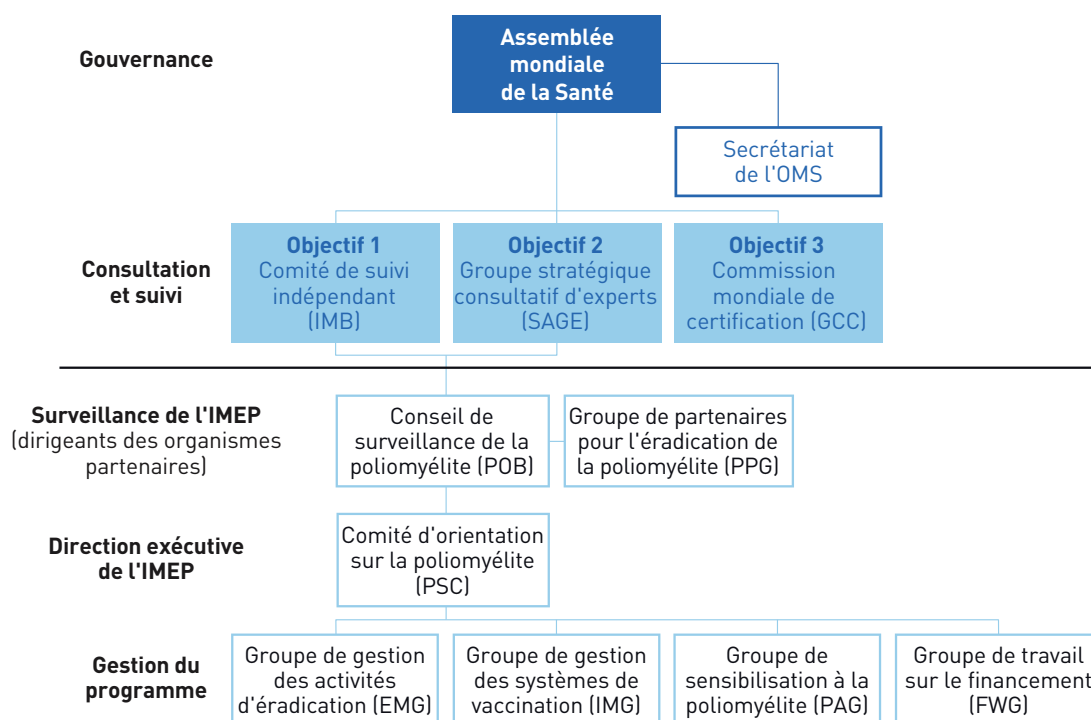 Gouvernance
Assemblée
mondiale
de la Santé
Secrétariat
de l'OMS
Consultation
et suivi
Objectif 1
Comité de suivi
indépendant
(IMB)
Objectif 2
Groupe stratégique
consultatif d'experts
(SAGE)
Objectif 3
Commission
mondiale de
certification (GCC)
Surveillance de l'IMEP
(dirigeants des organismes
partenaires)
Conseil de
surveillance de la
poliomyélite (POB)
Groupe de partenaires
pour l'éradication de
la poliomyélite (PPG)
Direction exécutive
de l'IMEP
Comité d'orientation
sur la poliomyélite
(PSC)
Gestion du
programme
Groupe de gestion
des activités
d'éradication (EMG)
Groupe de gestion
des systèmes de
vaccination (IMG)
Groupe de
sensibilisation à la
poliomyélite (PAG)
Groupe de travail
sur le financement
(FWG)